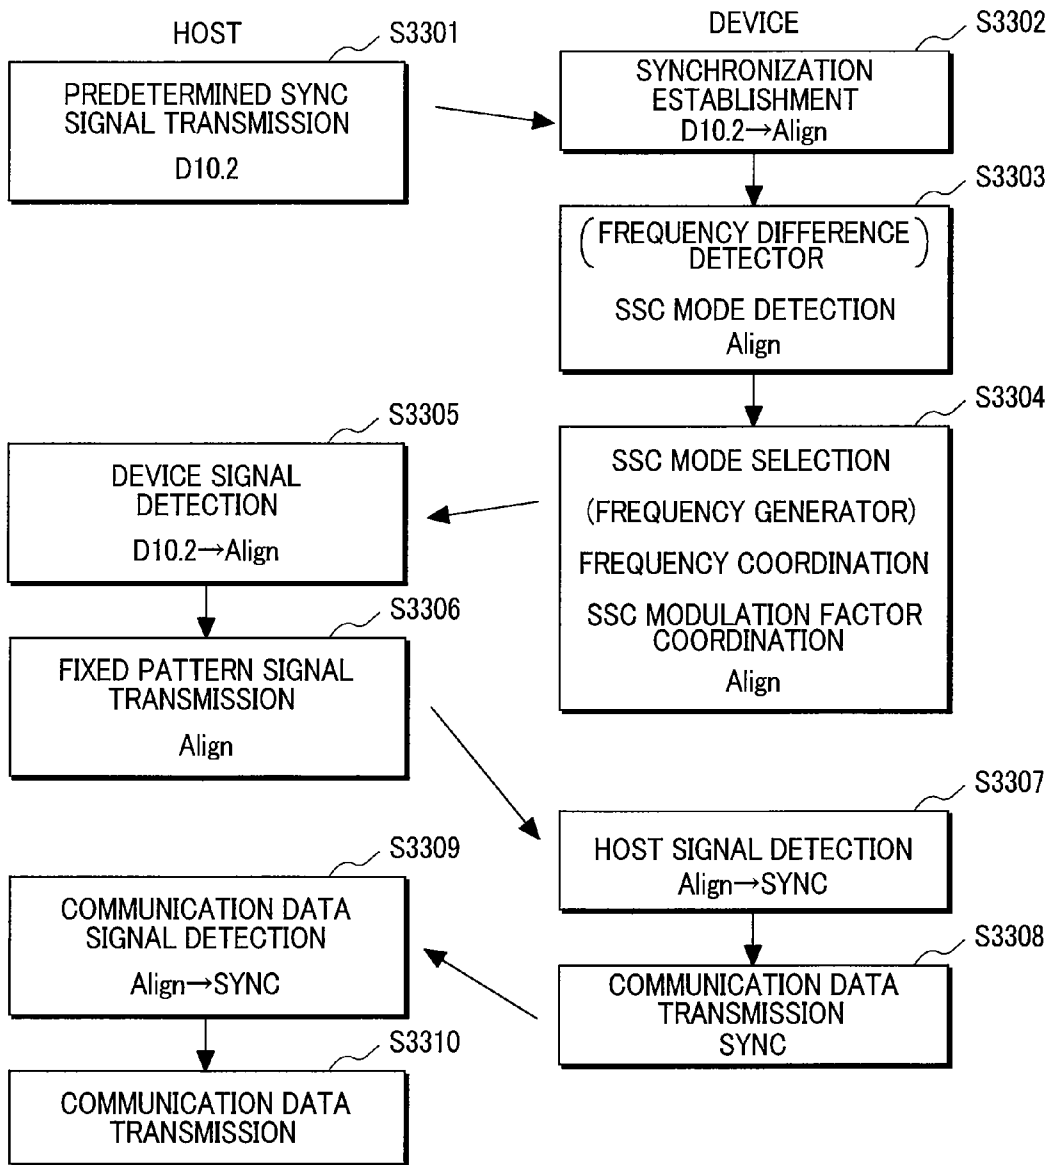 HOST
S3301
PREDETERMINED SYNC
SIGNAL TRANSMISSION
D10.2
DEVICE
S3302
SYNCHRONIZATION
ESTABLISHMENT
D10.2→Align
S3303
(FREQUENCY DIFFERENCE
DETECTOR)
SSC MODE DETECTION
Align
S3304
SSC MODE SELECTION
(FREQUENCY GENERATOR)
FREQUENCY COORDINATION
SSC MODULATION FACTOR
COORDINATION
Align
S3305
DEVICE SIGNAL
DETECTION
D10.2→Align
S3306
FIXED PATTERN SIGNAL
TRANSMISSION
Align
S3307
HOST SIGNAL DETECTION
Align→SYNC
S3308
COMMUNICATION DATA
TRANSMISSION
SYNC
S3309
COMMUNICATION DATA
SIGNAL DETECTION
Align→SYNC
S3310
COMMUNICATION DATA
TRANSMISSION